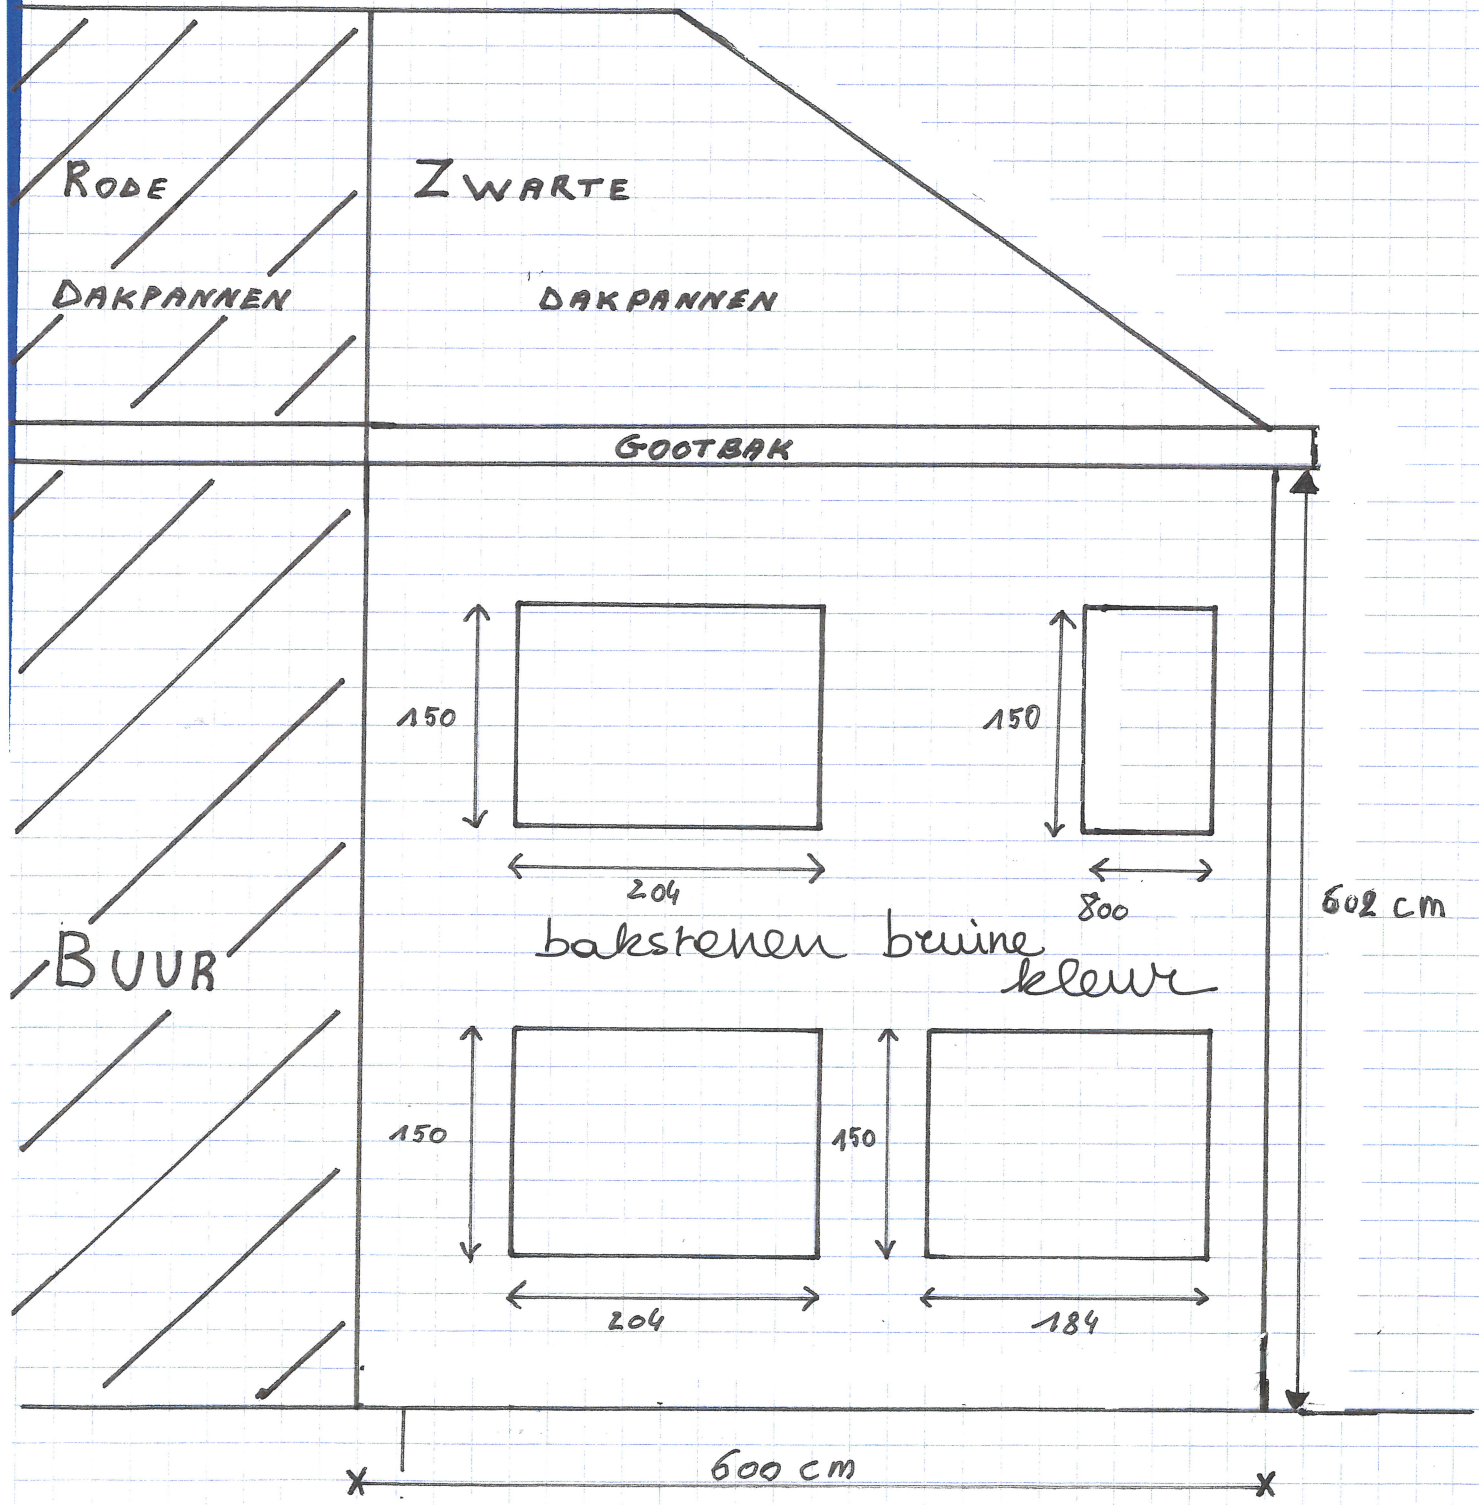 RODE
ZWARTE
DAKPANNEN
DAKPANNEN
GOOTBAK
150
150
204
800
602 cm
bakstenen bruine
kleur
BUUR
150
150
204
184
600 cm